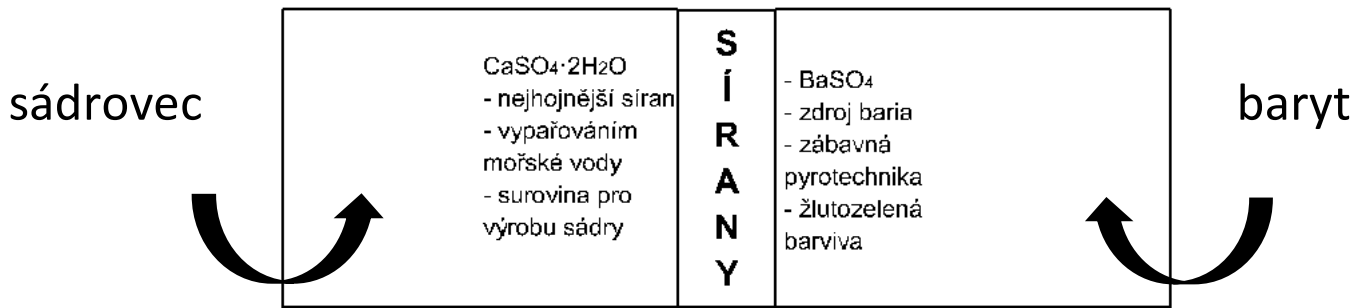 sádrovec
CaSO₄·2H₂O
- nejhojnější síran
- vypařováním
mořské vody
- surovina pro
výrobu sádry
S
Í
R
A
N
Y
- BaSO₄
- zdroj baria
- zábavná
pyrotechnika
- žlutozelená
barviva
baryt